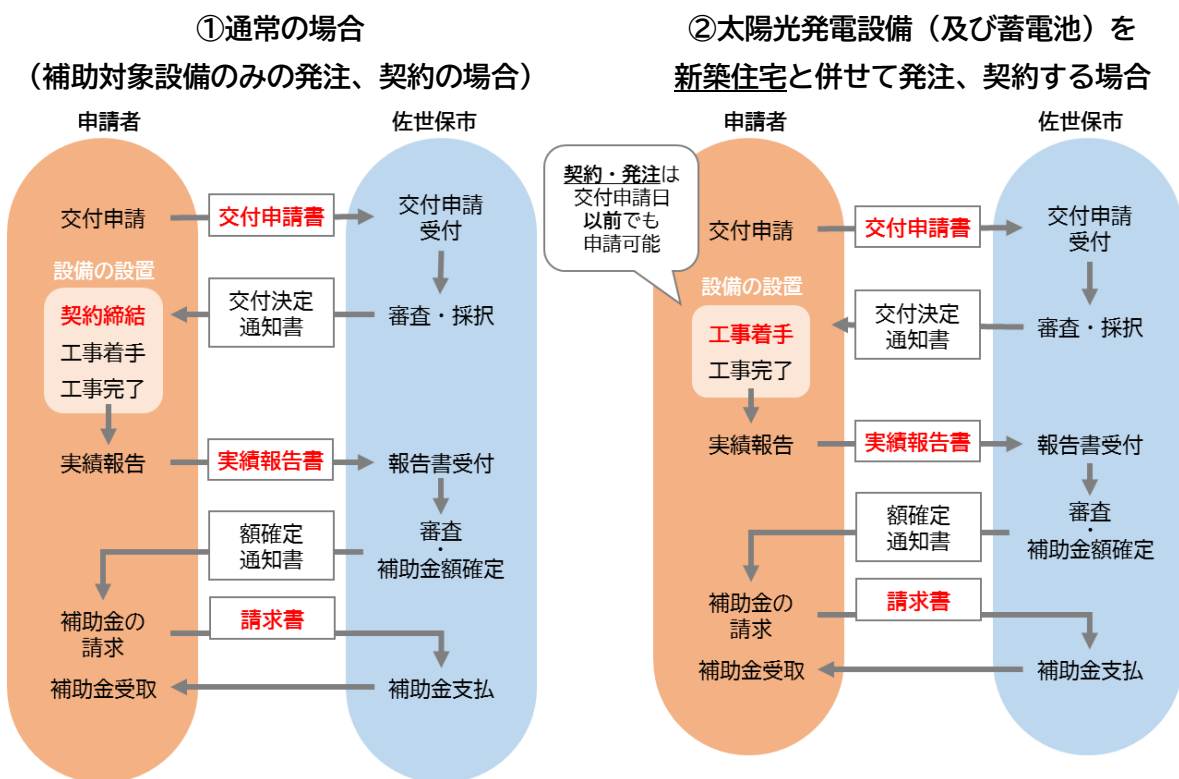 ①通常の場合
（補助対象設備のみの発注、契約の場合）
申請者
佐世保市
交付申請
交付申請書
交付申請
受付
設備の設置
契約締結
工事着手
工事完了
交付決定
通知書
審査・採択
実績報告
実績報告書
報告書受付
額確定
通知書
審査
・
補助金額確定
補助金の
請求
請求書
補助金受取
補助金支払
②太陽光発電設備（及び蓄電池）を
新築住宅と併せて発注、契約する場合
申請者
佐世保市
契約・発注は
交付申請日
以前でも
申請可能
交付申請
交付申請書
交付申請
受付
設備の設置
工事着手
工事完了
交付決定
通知書
審査・採択
実績報告
実績報告書
報告書受付
額確定
通知書
審査
・
補助金額確定
補助金の
請求
請求書
補助金受取
補助金支払